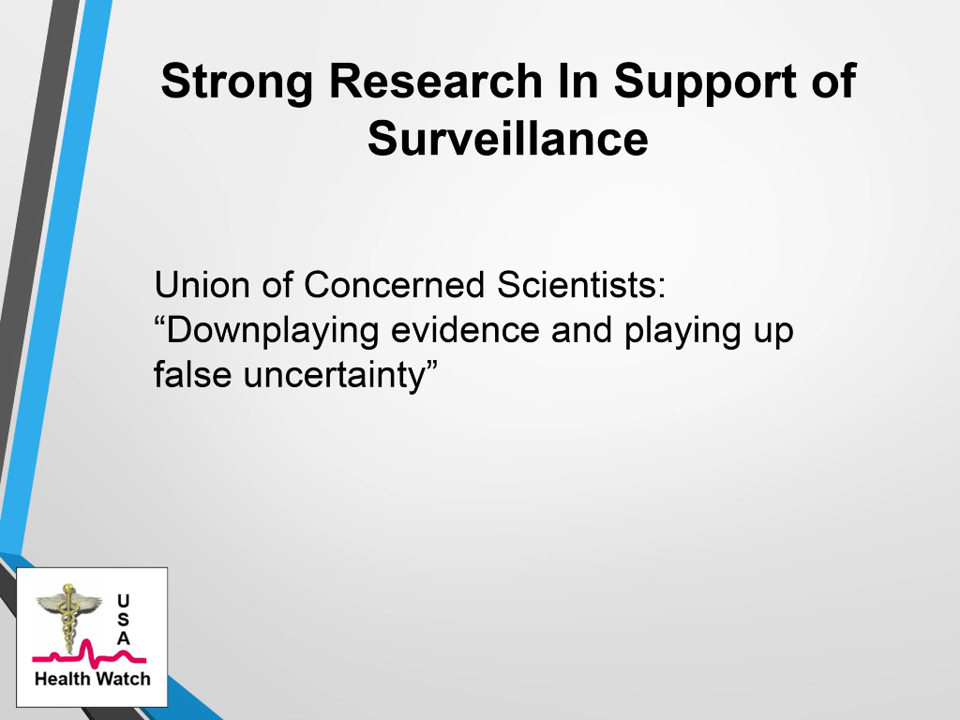 Strong Research In Support of
Surveillance
Union of Concerned Scientists:
“Downplaying evidence and playing up
false uncertainty”
U
S
A
Health Watch